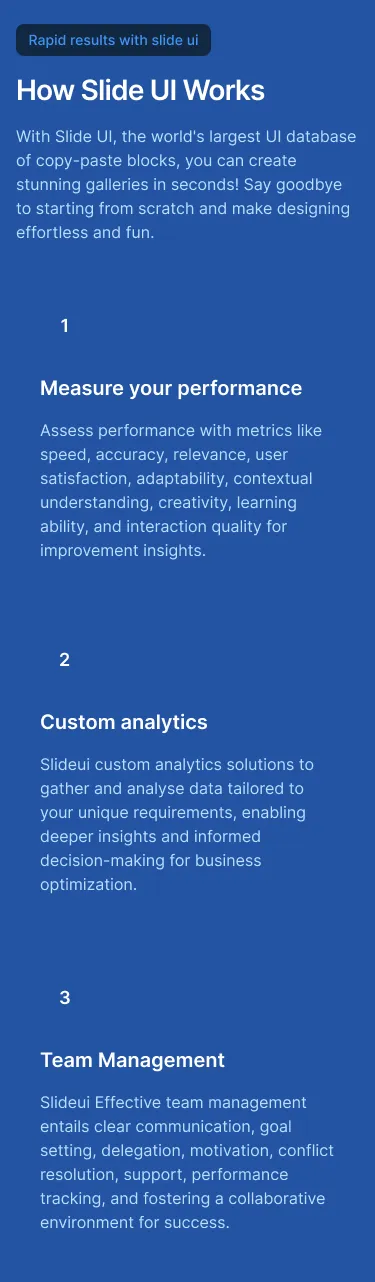 Rapid results with slide ui
How Slide UI Works
With Slide UI, the world's largest UI database
of copy-paste blocks, you can create
stunning galleries in seconds! Say goodbye
to starting from scratch and make designing
effortless and fun.
1
Measure your performance
Assess performance with metrics like
speed, accuracy, relevance, user
satisfaction, adaptability, contextual
understanding, creativity, learning
ability, and interaction quality for
improvement insights.
2
Custom analytics
Slideui custom analytics solutions to
gather and analyse data tailored to
your unique requirements, enabling
deeper insights and informed
decision-making for business
optimization.
3
Team Management
Slideui Effective team management
entails clear communication, goal
setting, delegation, motivation, conflict
resolution, support, performance
tracking, and fostering a collaborative
environment for success.